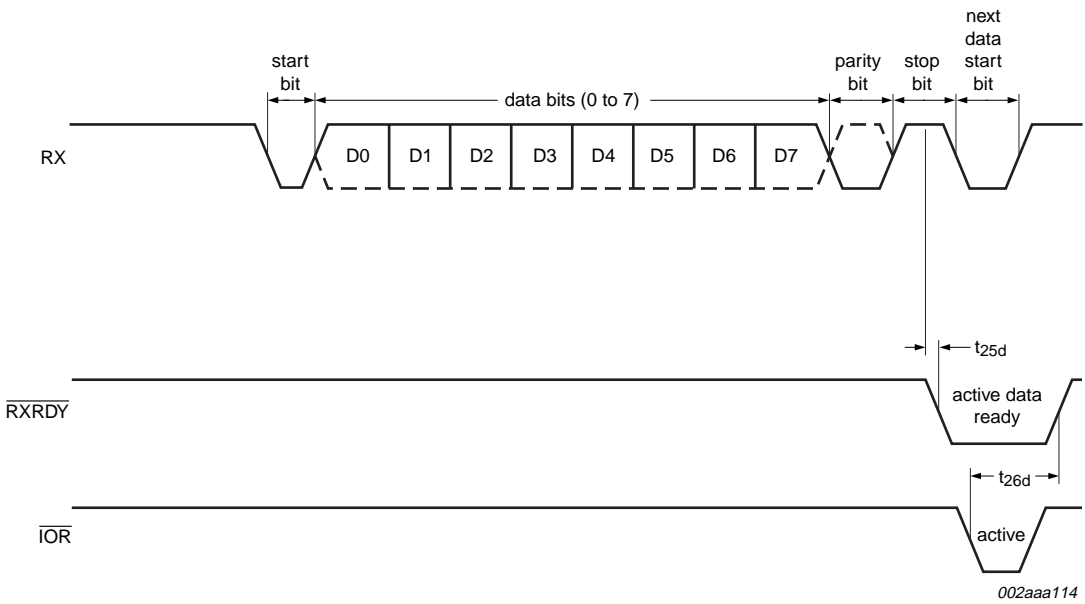 next
data
start
bit
start
bit
parity
bit
stop
bit
data bits (0 to 7)
RX
D0 D1 D2 D3 D4 D5 D6 D7
t25d
RXRDY
active data
ready
t26d
IOR
active
002aaa114